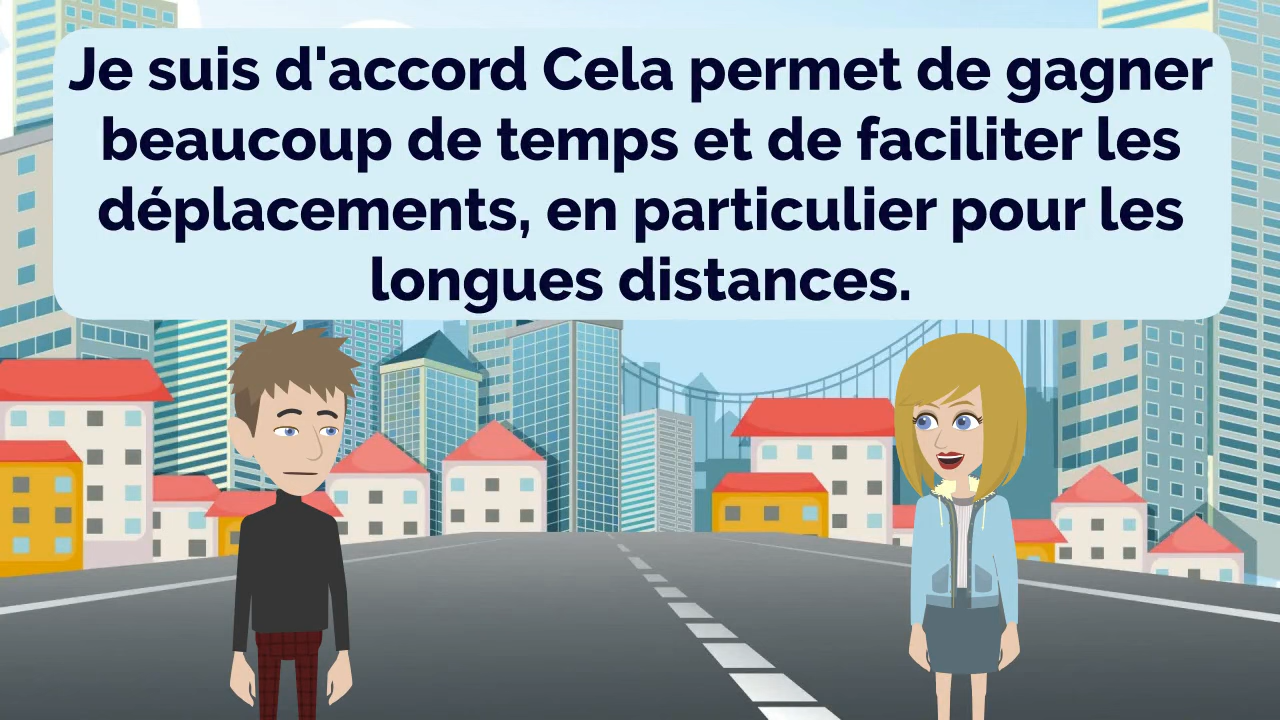 Je suis d'accord Cela permet de gagner
beaucoup de temps et de faciliter les
déplacements, en particulier pour les
longues distances.